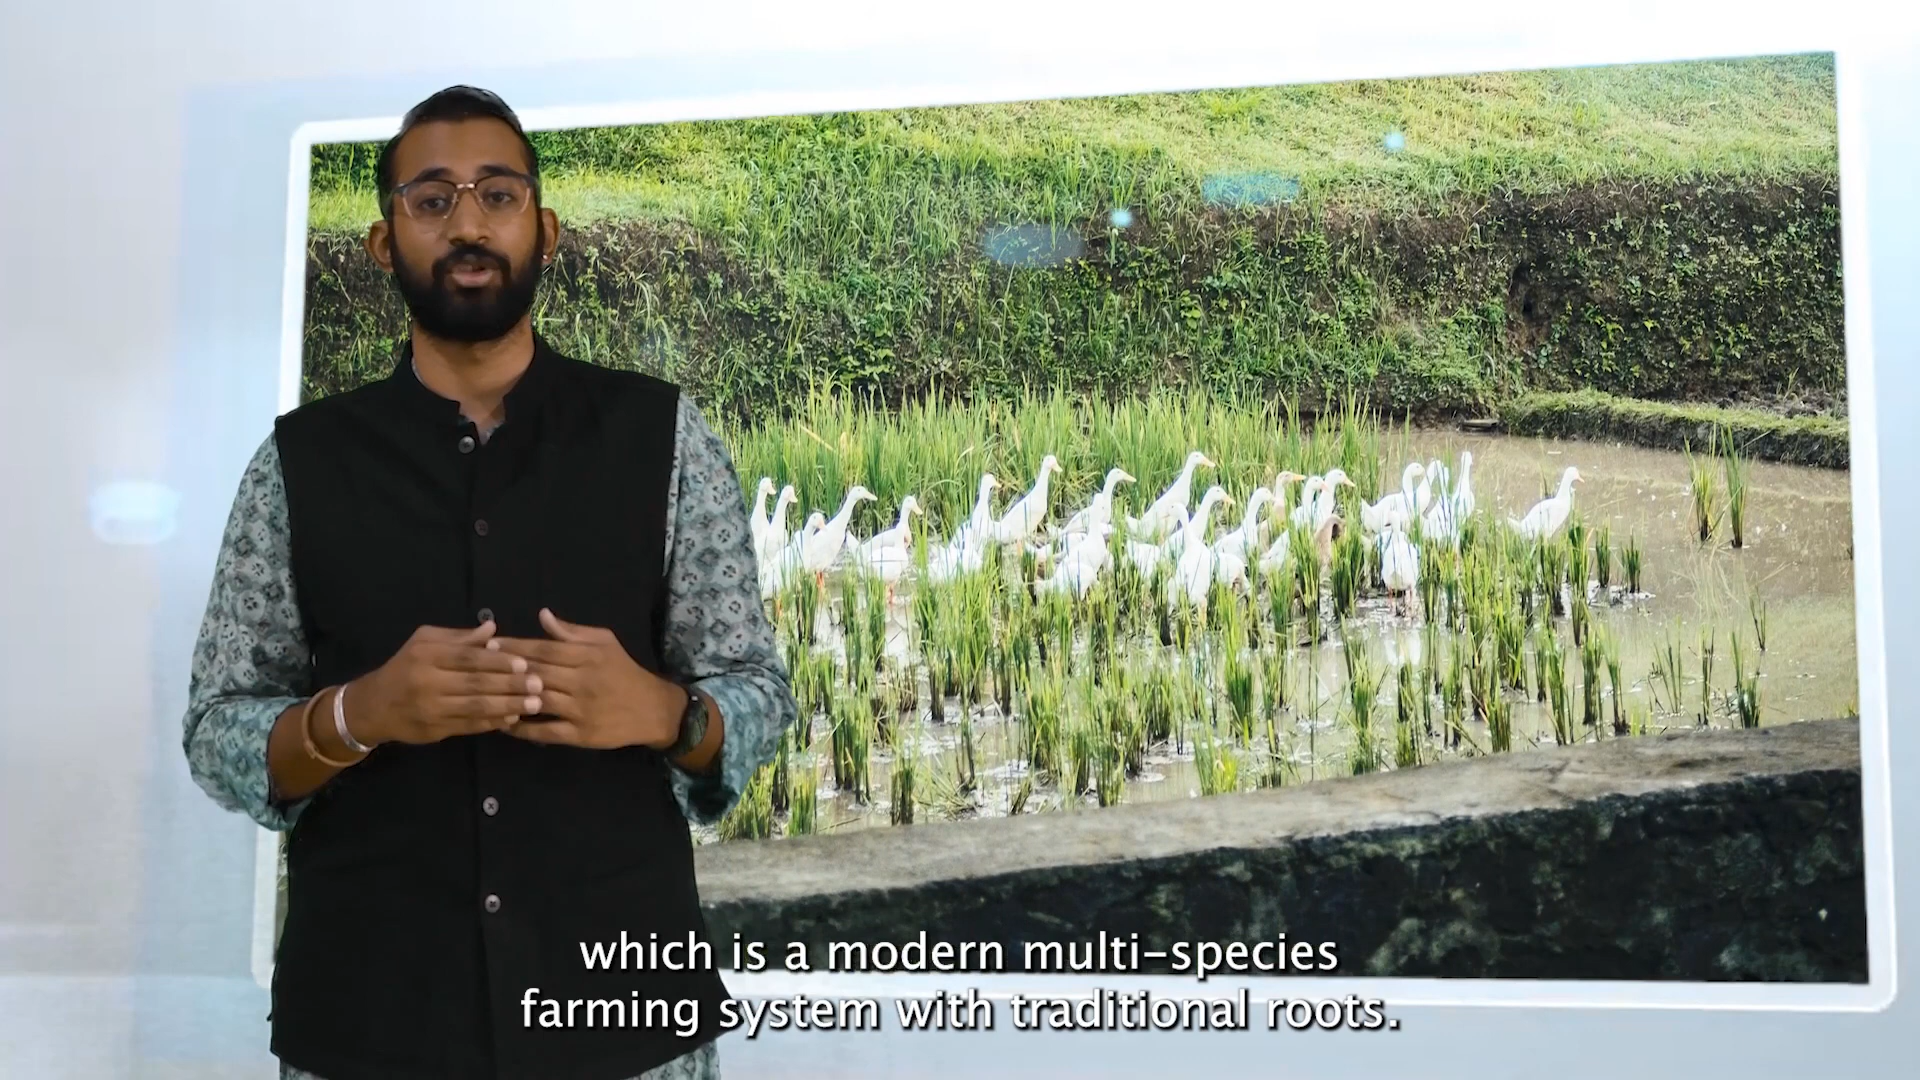 which is a modern multi-species
farming system with traditional roots.